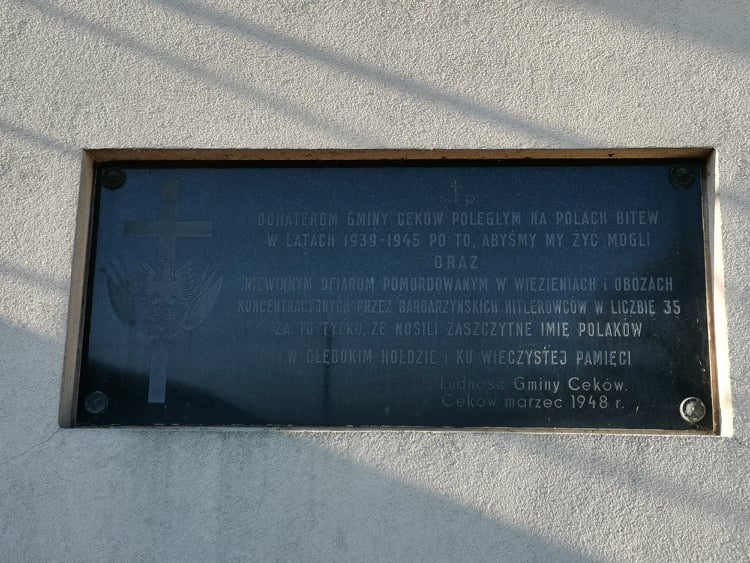 ś†p.
BOHATEROM GMINY CEKÓW POLEGŁYM NA POLACH BITEW
W LATACH 1939-1945 PO TO, ABYŚMY MY ŻYĆ MOGLI
ORAZ
NIEWINNYM OFIAROM POMORDOWANYM W WIĘZIENIACH i OBOZACH
KONCENTRACYJNYCH PRZEZ BARBARZYŃSKICH HITLEROWCÓW W LICZBIE 35
ZA TO TYLKO, ŻE NOSILI ZASZCZYTNE IMIĘ POLAKÓW
W GŁĘBOKIM HOŁDZIE i KU WIECZYSTEJ PAMIĘCI
Ludność Gminy Ceków.
Ceków, marzec 1948 r.